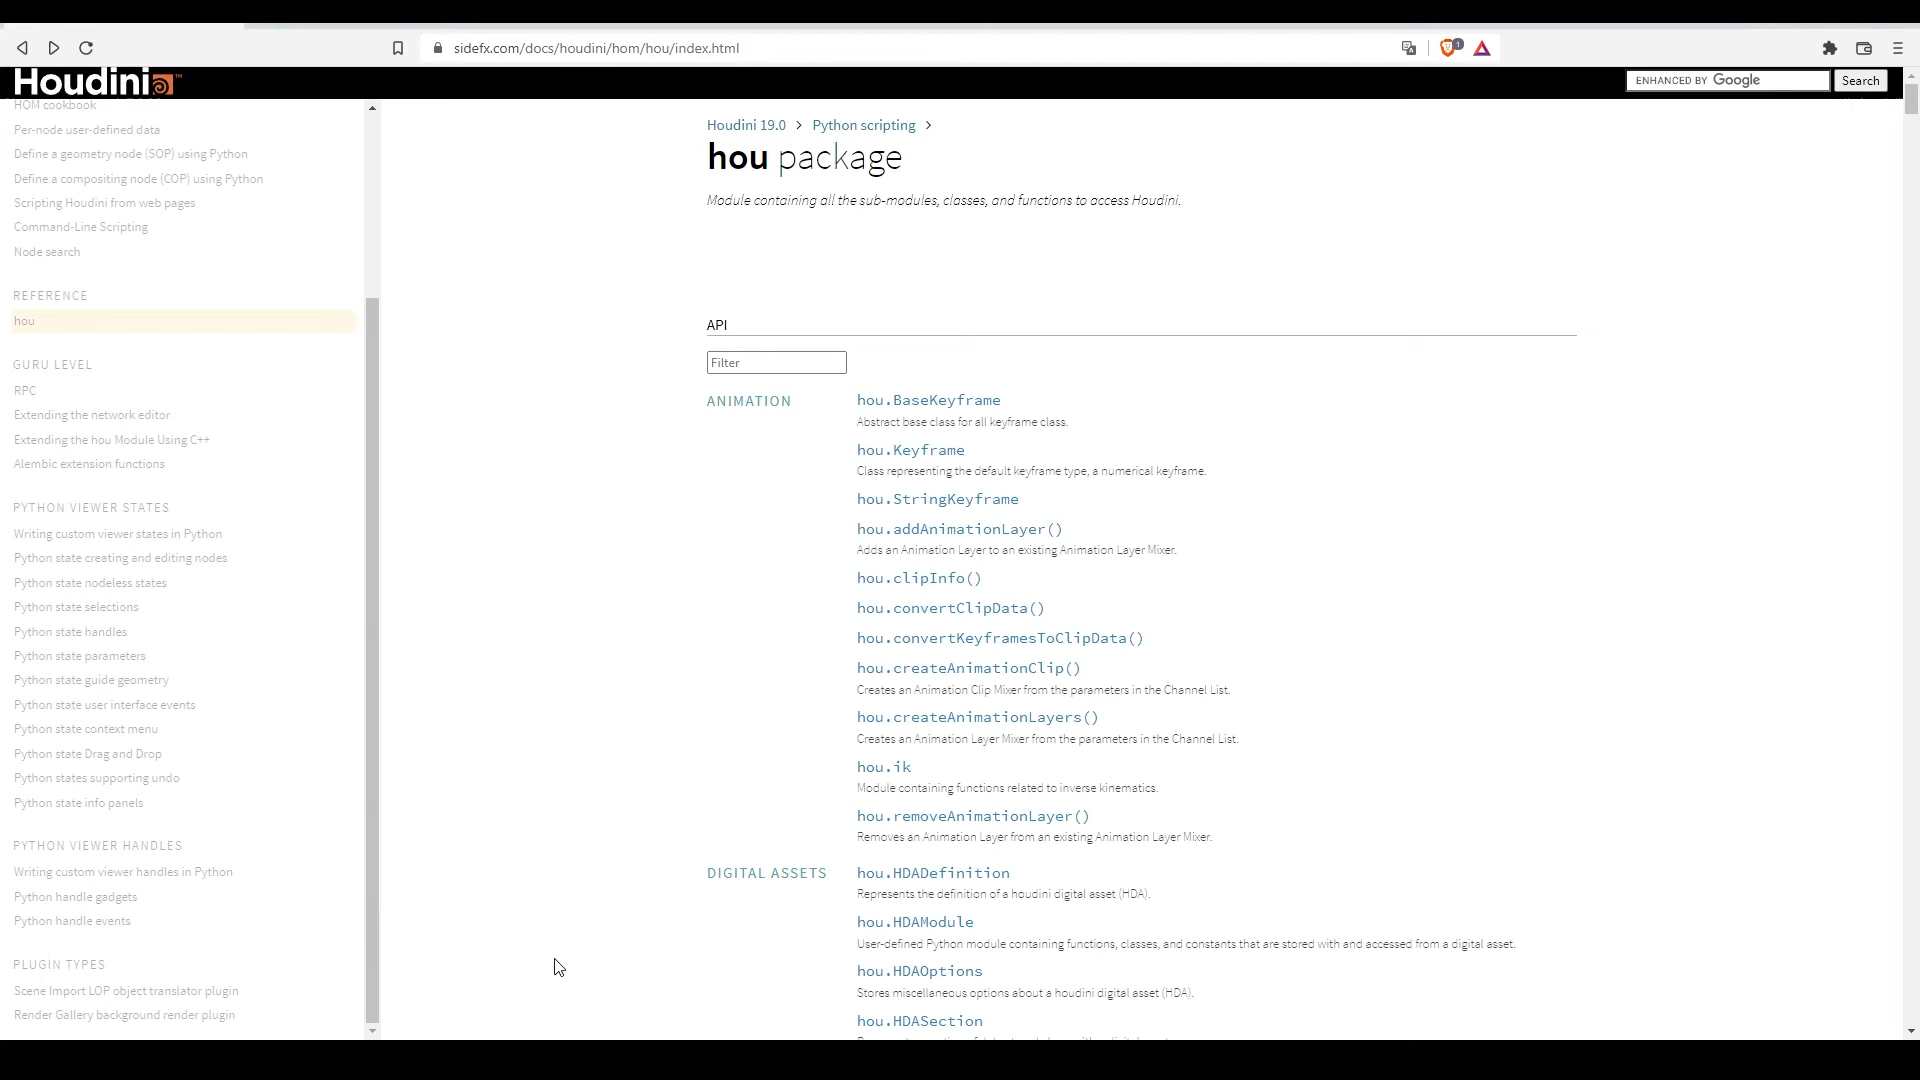 sidefx.com/docs/houdini/hom/hou/index.html
1
Houdini™
ENHANCED BY Google
Search
HOM cookbook
Per-node user-defined data
Define a geometry node (SOP) using Python
Define a compositing node (COP) using Python
Scripting Houdini from web pages
Command-Line Scripting
Node search
REFERENCE
hou
GURU LEVEL
RPC
Extending the network editor
Extending the hou Module Using C++
Alembic extension functions
PYTHON VIEWER STATES
Writing custom viewer states in Python
Python state creating and editing nodes
Python state nodeless states
Python state selections
Python state handles
Python state parameters
Python state guide geometry
Python state user interface events
Python state context menu
Python state Drag and Drop
Python states supporting undo
Python state info panels
PYTHON VIEWER HANDLES
Writing custom viewer handles in Python
Python handle gadgets
Python handle events
PLUGIN TYPES
Scene Import LOP object translator plugin
Render Gallery background render plugin
Houdini 19.0 > Python scripting >
hou package
Module containing all the sub-modules, classes, and functions to access Houdini.
API
Filter
ANIMATION
hou.BaseKeyframe
Abstract base class for all keyframe class.
hou.Keyframe
Class representing the default keyframe type, a numerical keyframe.
hou.StringKeyframe
hou.addAnimationLayer()
Adds an Animation Layer to an existing Animation Layer Mixer.
hou.clipInfo()
hou.convertClipData()
hou.convertKeyframesToClipData()
hou.createAnimationClip()
Creates an Animation Clip Mixer from the parameters in the Channel List.
hou.createAnimationLayers()
Creates an Animation Layer Mixer from the parameters in the Channel List.
hou.ik
Module containing functions related to inverse kinematics.
hou.removeAnimationLayer()
Removes an Animation Layer from an existing Animation Layer Mixer.
DIGITAL ASSETS
hou.HDADefinition
Represents the definition of a houdini digital asset (HDA).
hou.HDAModule
User-defined Python module containing functions, classes, and constants that are stored with and accessed from a digital asset.
hou.HDAOptions
Stores miscellaneous options about a houdini digital asset (HDA).
hou.HDASection